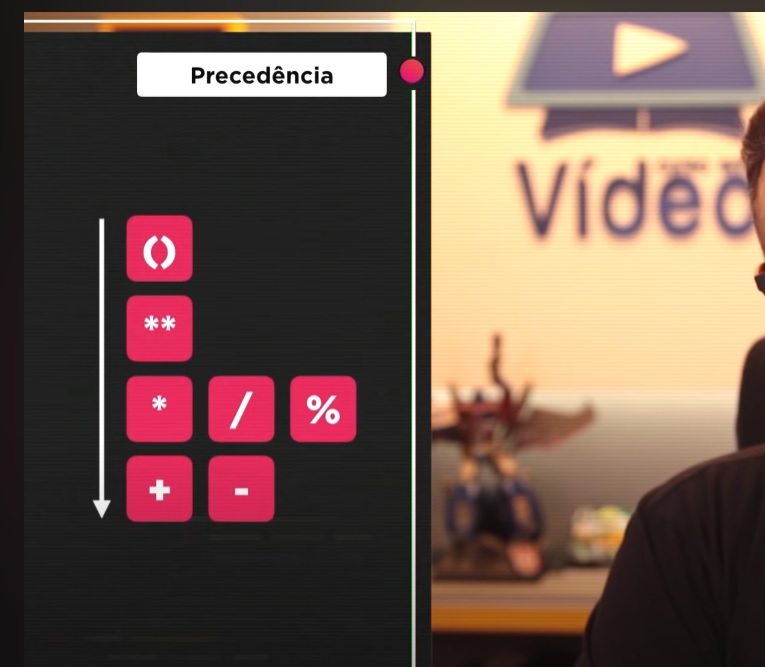 Precedência
()
**
* / %
+ -
Vídeo